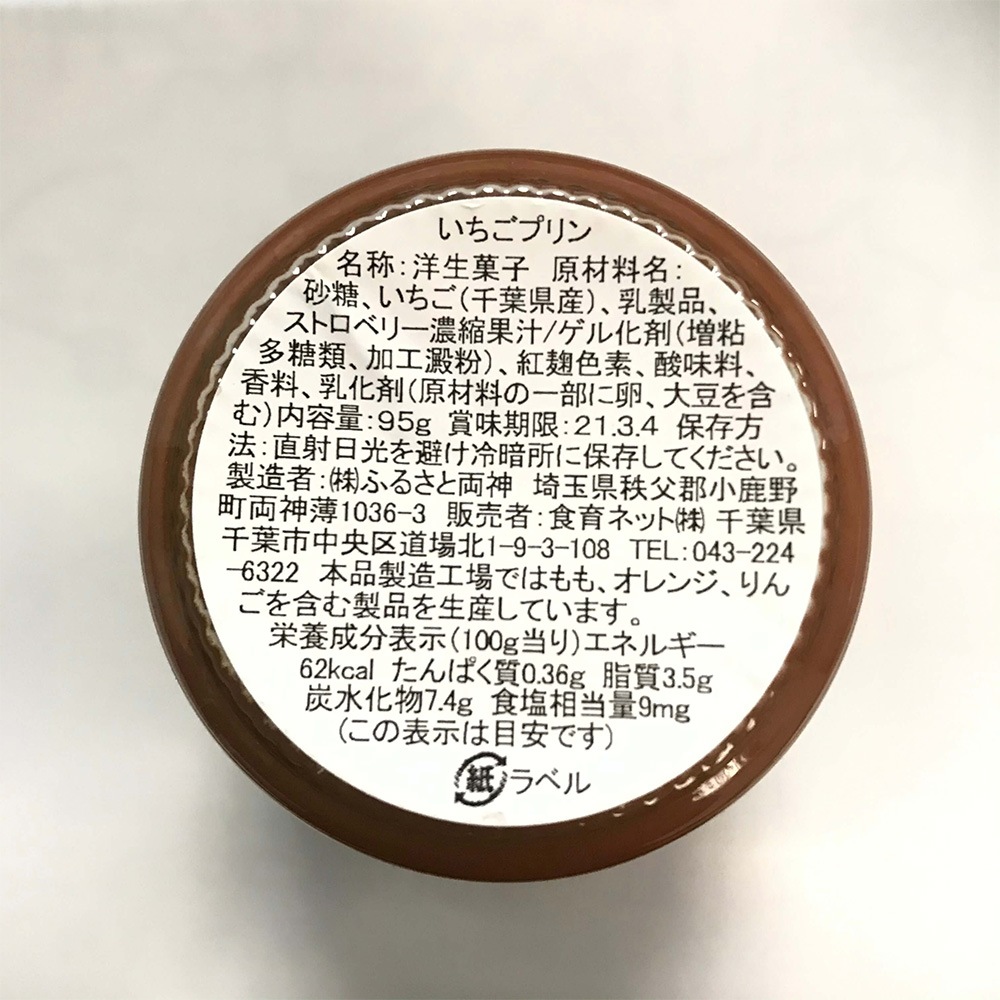 いちごプリン
名称：洋生菓子 原材料名：
砂糖、いちご（千葉県産）、乳製品、
ストロベリー濃縮果汁/ゲル化剤（増粘
多糖類、加工澱粉）、紅麹色素、酸味料、
香料、乳化剤（原材料の一部に卵、大豆を含
む）内容量：95g 賞味期限：21.3.4 保存方
法：直射日光を避け冷暗所に保存してください。
製造者：㈱ふるさと両神 埼玉県秩父郡小鹿野
町両神薄1036-3 販売者：食育ネット㈱ 千葉県
千葉市中央区道場北1-9-3-108 TEL：043-224
-6322 本品製造工場ではもも、オレンジ、りん
ごを含む製品を生産しています。
栄養成分表示（100g当り）エネルギー
62kcal たんぱく質0.36g 脂質3.5g
炭水化物7.4g 食塩相当量9mg
（この表示は目安です）
紙ラベル